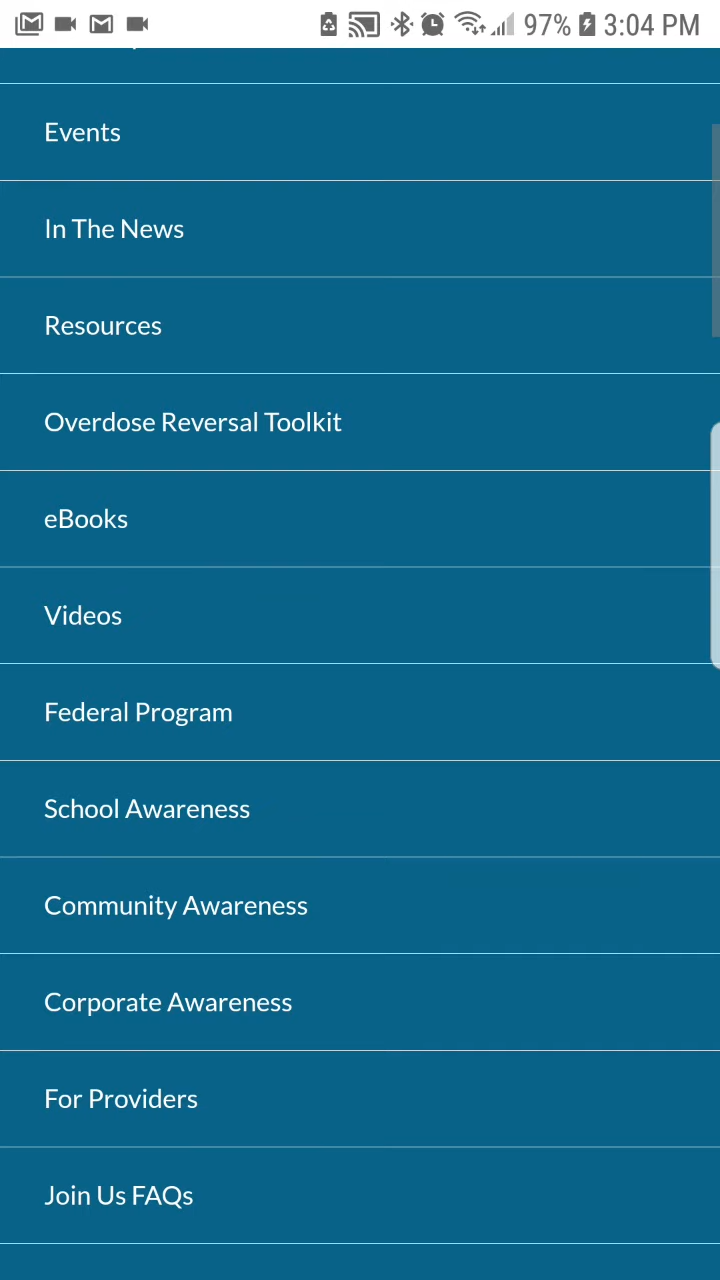 97% 3:04 PM
Events
In The News
Resources
Overdose Reversal Toolkit
eBooks
Videos
Federal Program
School Awareness
Community Awareness
Corporate Awareness
For Providers
Join Us FAQs